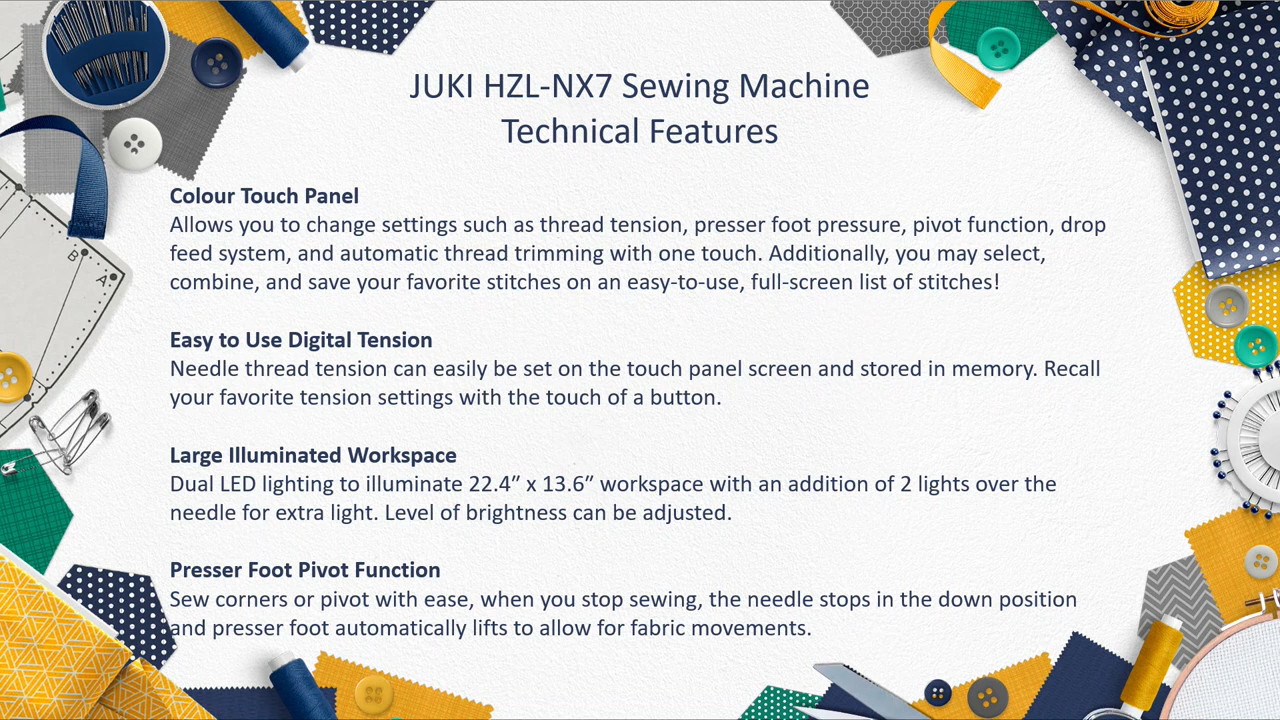 JUKI HZL-NX7 Sewing Machine
Technical Features
Colour Touch Panel
Allows you to change settings such as thread tension, presser foot pressure, pivot function, drop
feed system, and automatic thread trimming with one touch. Additionally, you may select,
combine, and save your favorite stitches on an easy-to-use, full-screen list of stitches!
Easy to Use Digital Tension
Needle thread tension can easily be set on the touch panel screen and stored in memory. Recall
your favorite tension settings with the touch of a button.
Large Illuminated Workspace
Dual LED lighting to illuminate 22.4” x 13.6” workspace with an addition of 2 lights over the
needle for extra light. Level of brightness can be adjusted.
Presser Foot Pivot Function
Sew corners or pivot with ease, when you stop sewing, the needle stops in the down position
and presser foot automatically lifts to allow for fabric movements.
B
A